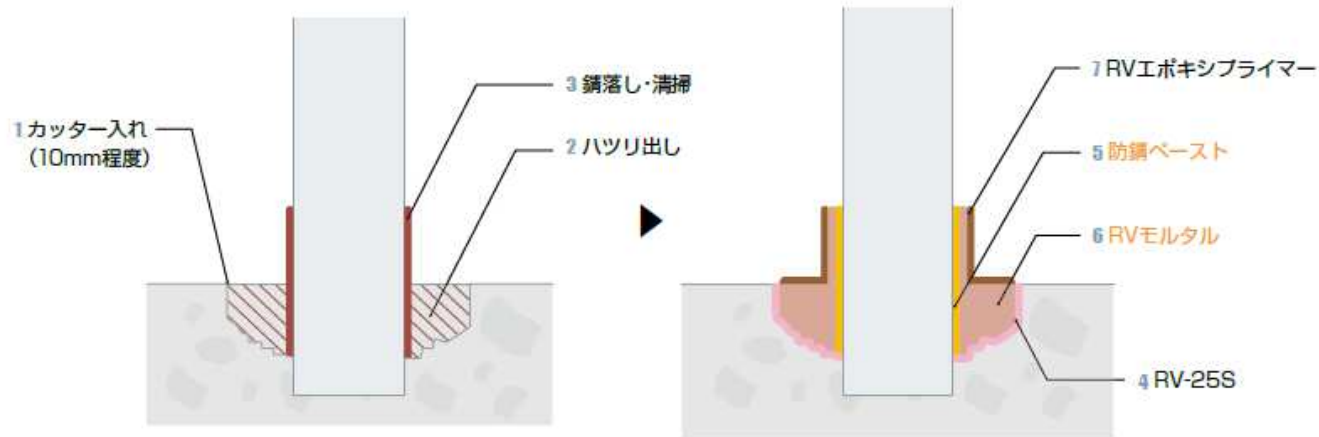 1 カッター入れ
(10mm程度)
3 錆落し・清掃
2 ハツリ出し
7 RVエポキシプライマー
5 防錆ペースト
6 RVモルタル
4 RV-25S